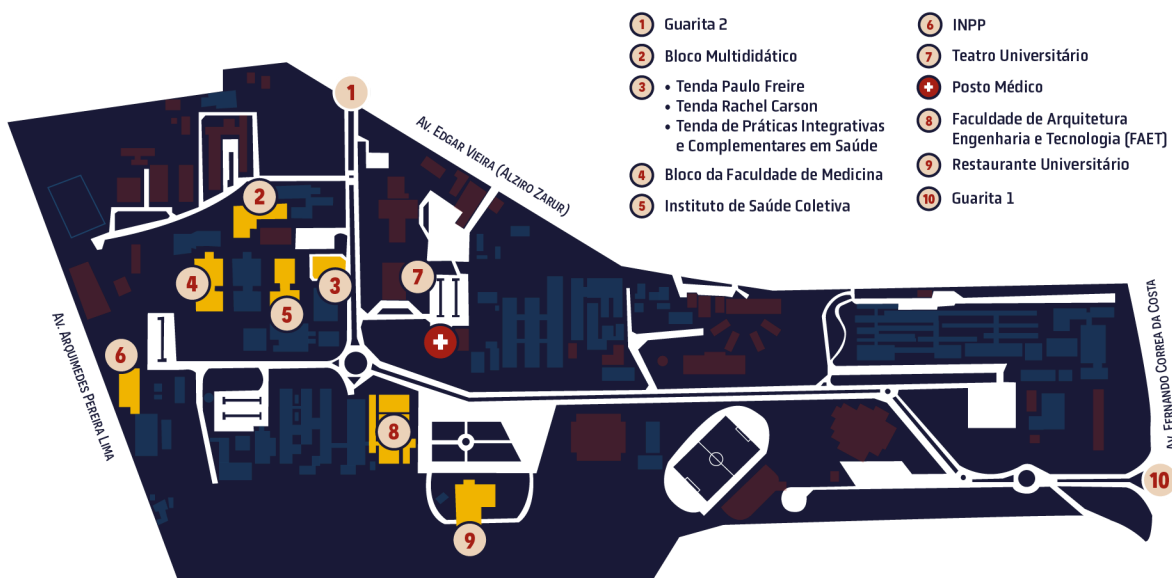 1 Guarita 2
2 Bloco Multididático
3 • Tenda Paulo Freire
• Tenda Rachel Carson
• Tenda de Práticas Integrativas
e Complementares em Saúde
4 Bloco da Faculdade de Medicina
5 Instituto de Saúde Coletiva
6 INPP
7 Teatro Universitário
Posto Médico
8 Faculdade de Arquitetura
Engenharia e Tecnologia (FAET)
9 Restaurante Universitário
10 Guarita 1
1
Av. Edgar Vieira (Alziro Zarur)
2
7
4
3
5
6
Av. Arquimedes Pereira Lima
Av. Fernando Correa da Costa
8
10
9